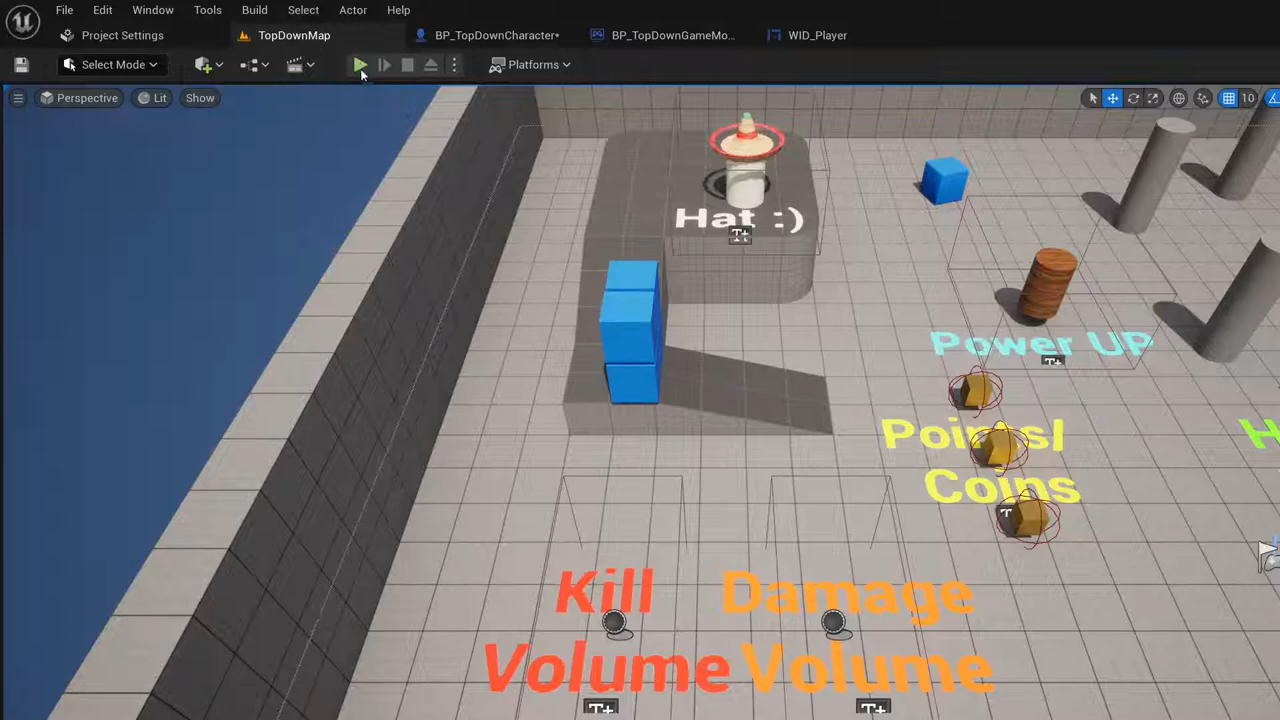 File Edit Window Tools Build Select Actor Help
Project Settings TopDownMap BP_TopDownCharacter* BP_TopDownGameMo... WID_Player
Select Mode Platforms
Perspective Lit Show 10
Hat :)
Power UP
Points/
Coins
Kill Damage
Volume Volume